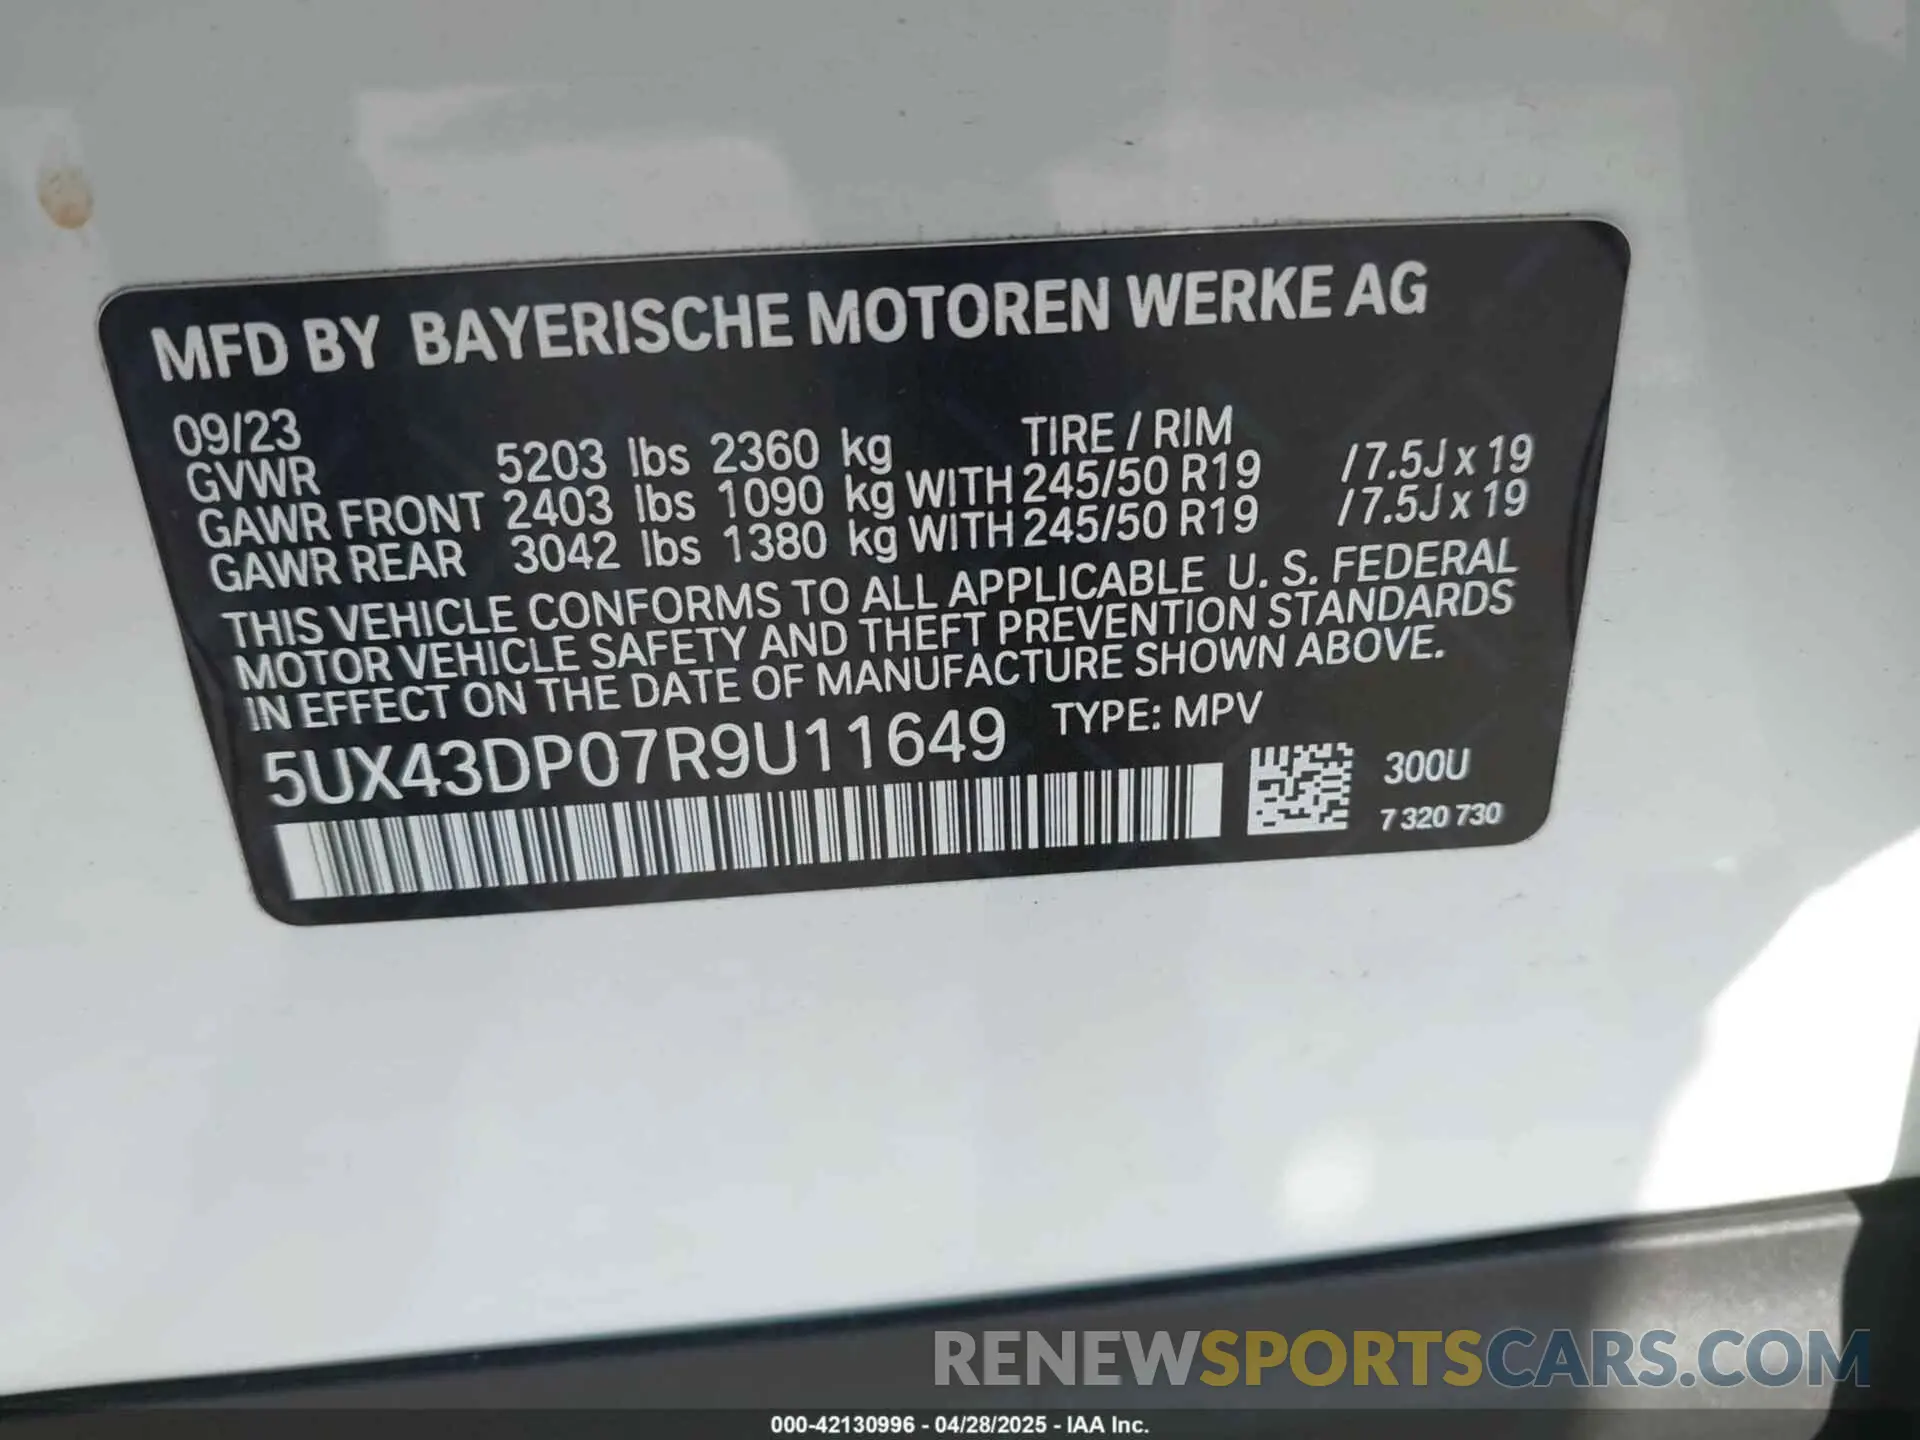 MFD BY BAYERISCHE MOTOREN WERKE AG
09/23 TIRE / RIM
GVWR 5203 lbs 2360 kg
GAWR FRONT 2403 lbs 1090 kg WITH 245/50 R19 /7.5J x 19
GAWR REAR 3042 lbs 1380 kg WITH 245/50 R19 /7.5J x 19
THIS VEHICLE CONFORMS TO ALL APPLICABLE U. S. FEDERAL
MOTOR VEHICLE SAFETY AND THEFT PREVENTION STANDARDS
IN EFFECT ON THE DATE OF MANUFACTURE SHOWN ABOVE.
5UX43DP07R9U11649 TYPE: MPV
300U
7 320 730
RENEWSPORTSCARS.COM
000-42130996 - 04/28/2025 - IAA Inc.